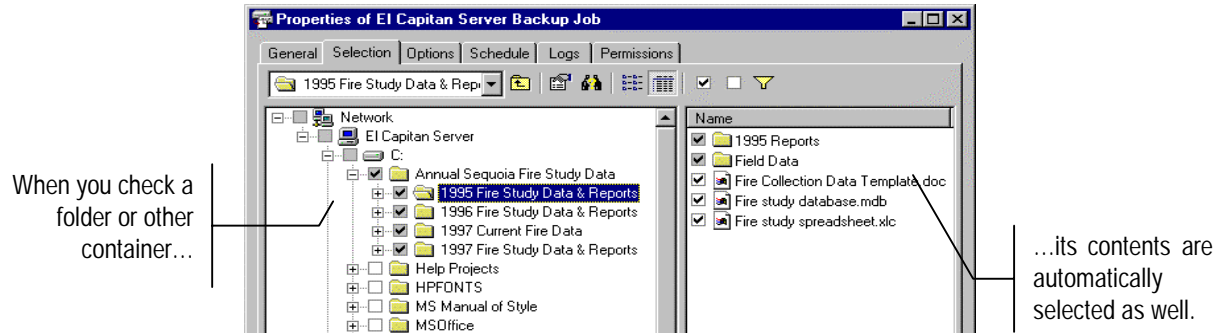 Properties of El Capitan Server Backup Job
General Selection Options Schedule Logs Permissions
1995 Fire Study Data & Rep
Network
El Capitan Server
C:
Annual Sequoia Fire Study Data
1995 Fire Study Data & Reports
1996 Fire Study Data & Reports
1997 Current Fire Data
1997 Fire Study Data & Reports
Help Projects
HPFONTS
MS Manual of Style
MSOffice
Name
1995 Reports
Field Data
Fire Collection Data Template.doc
Fire study database.mdb
Fire study spreadsheet.xlc
When you check a
folder or other
container…
…its contents are
automatically
selected as well.